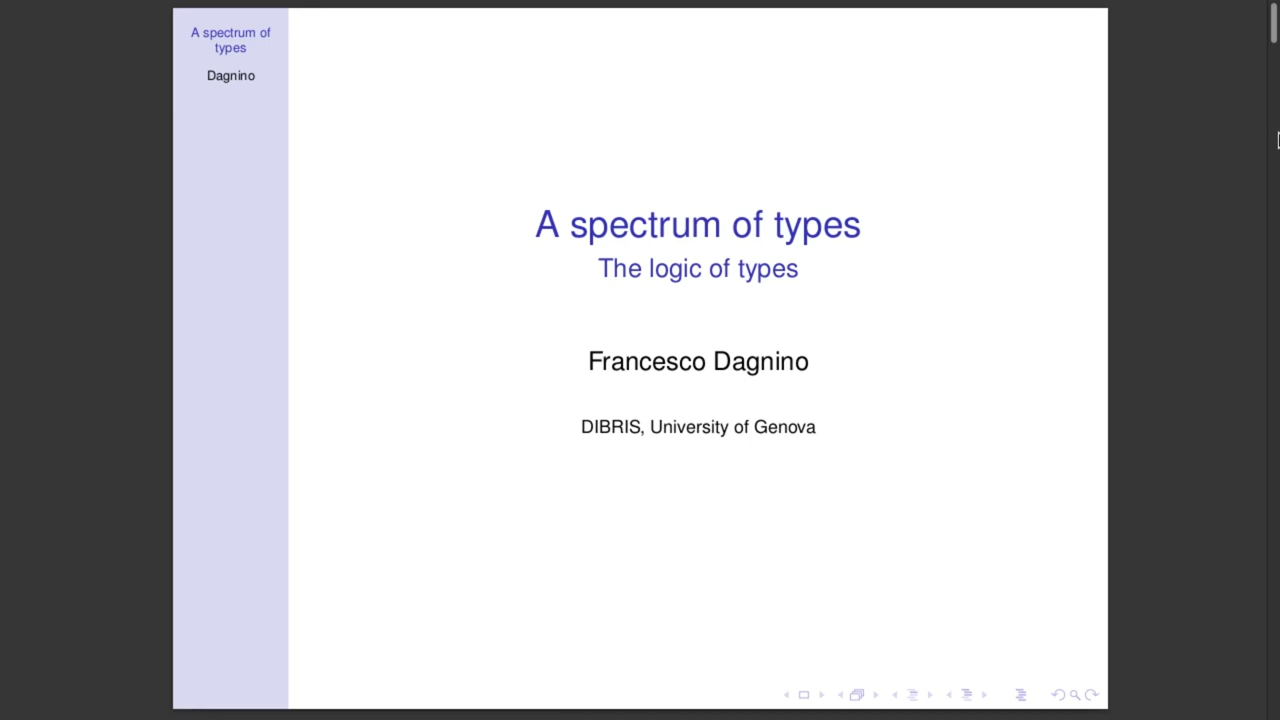 A spectrum of
types
Dagnino
A spectrum of types
The logic of types
Francesco Dagnino
DIBRIS, University of Genova